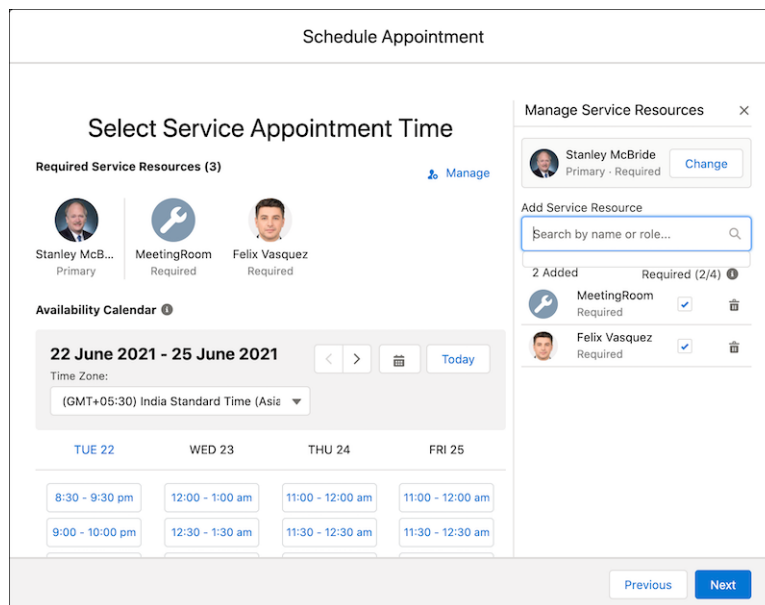 Schedule Appointment
Select Service Appointment Time
Required Service Resources (3)
Manage
Stanley McB...
Primary
MeetingRoom
Required
Felix Vasquez
Required
Availability Calendar
22 June 2021 - 25 June 2021
Today
Time Zone:
(GMT+05:30) India Standard Time (Asia
TUE 22 WED 23 THU 24 FRI 25
8:30 - 9:30 pm 12:00 - 1:00 am 11:00 - 12:00 am 11:00 - 12:00 am
9:00 - 10:00 pm 12:30 - 1:30 am 11:30 - 12:30 am 11:30 - 12:30 am
Manage Service Resources
Stanley McBride
Primary · Required
Change
Add Service Resource
Search by name or role...
2 Added Required (2/4)
MeetingRoom
Required
Felix Vasquez
Required
Previous Next